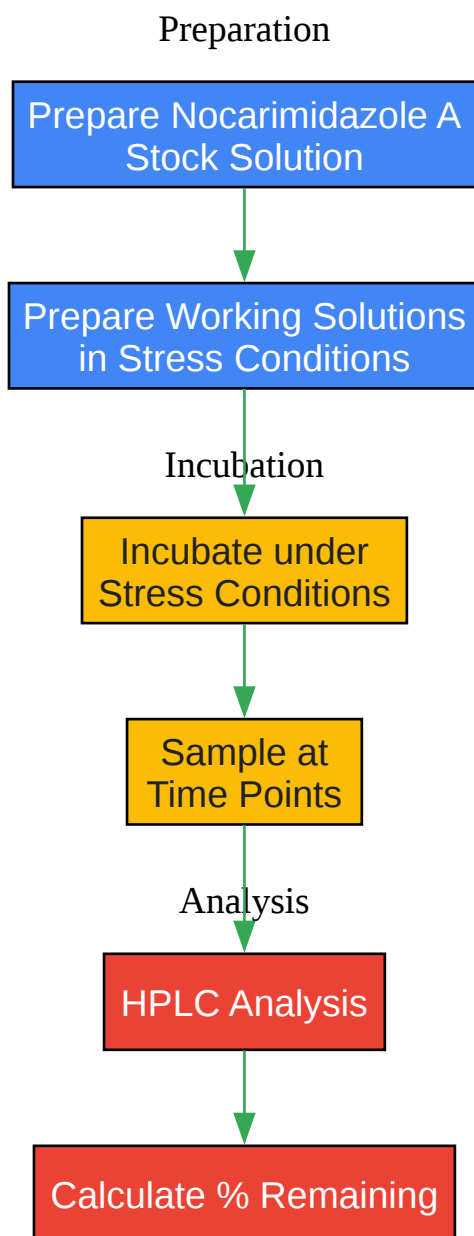 Preparation
Prepare Nocarimidazole A
Stock Solution
Prepare Working Solutions
in Stress Conditions
Incubation
Incubate under
Stress Conditions
Sample at
Time Points
Analysis
HPLC Analysis
Calculate % Remaining